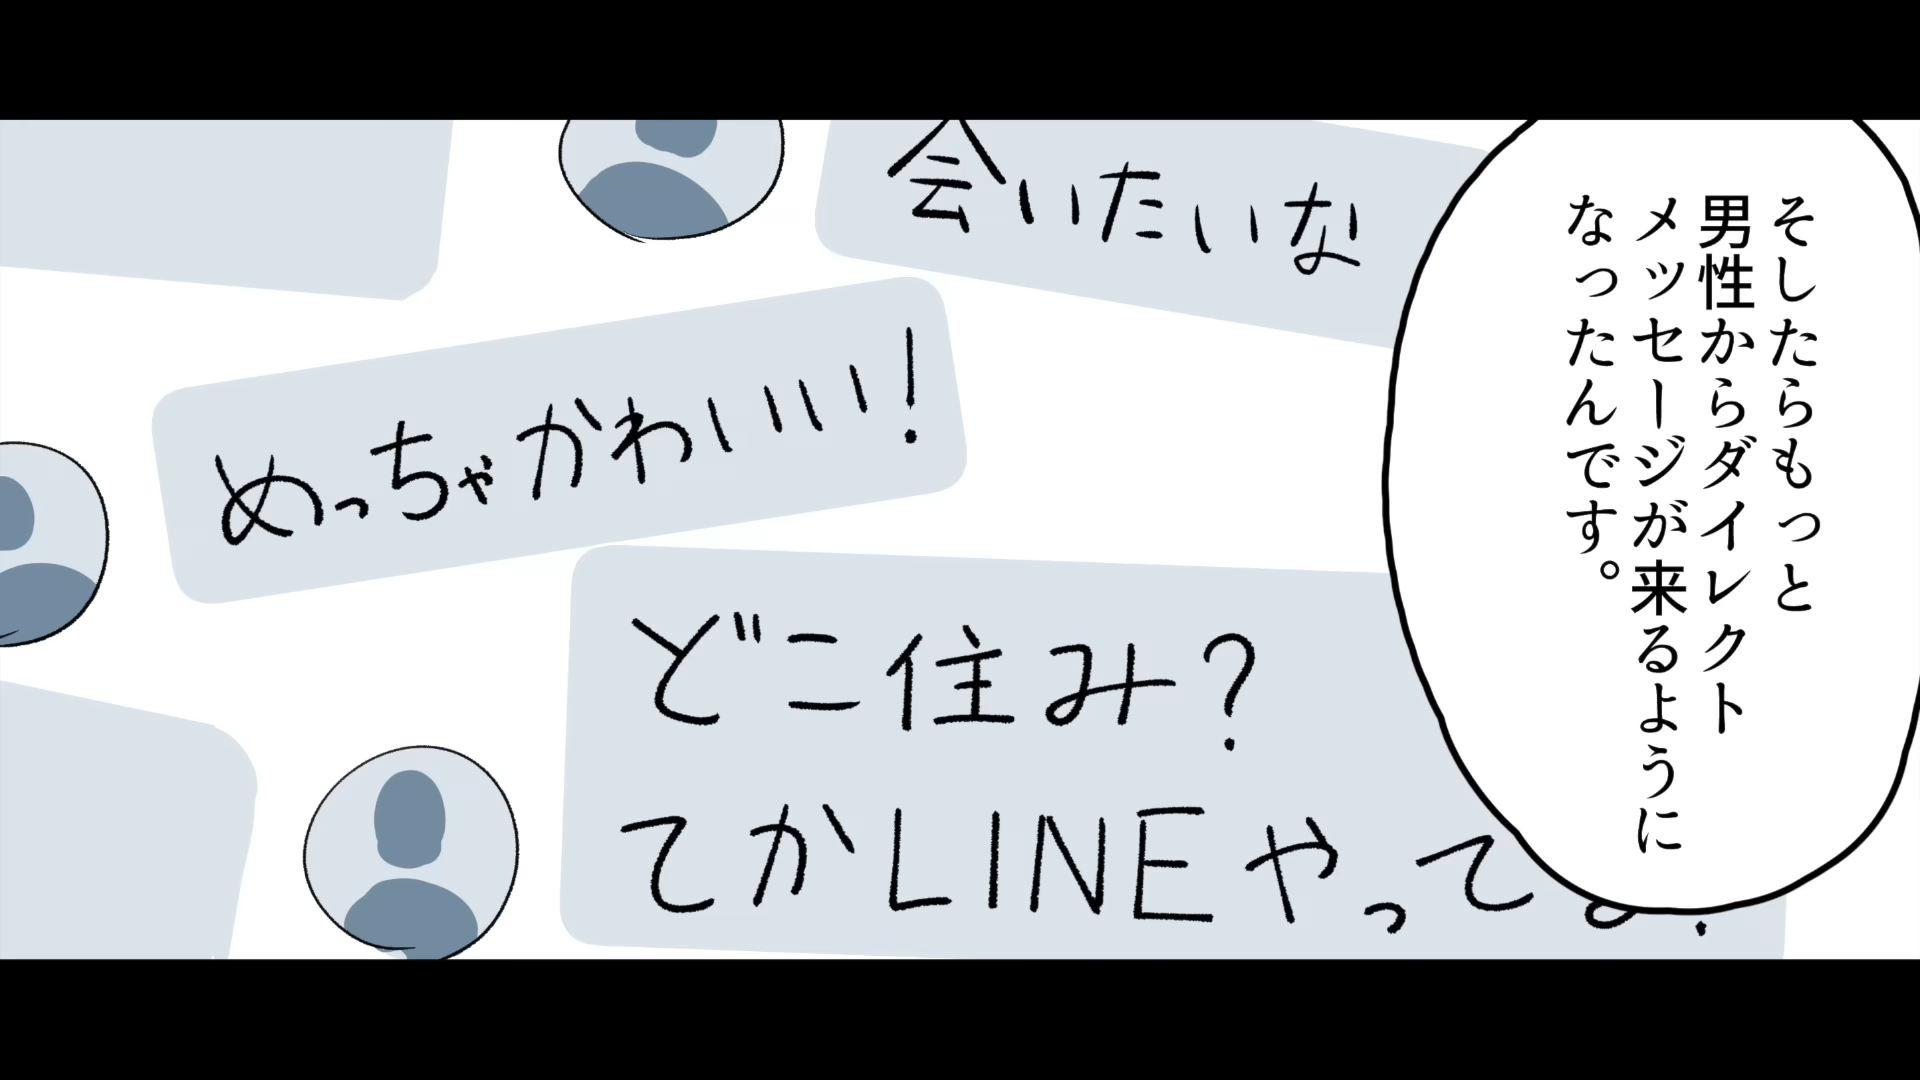 そしたらもっと
男性からダイレクト
メッセージが来るように
なったんです。
会いたいな
めっちゃかわいいい!
どこ住み?
てかLINEやって